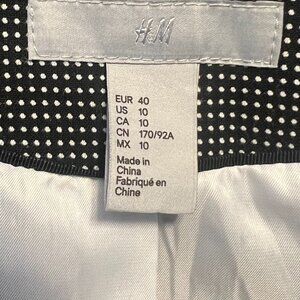 H&M
EUR 40
US 10
CA 10
CN 170/92A
MX 10
Made in
China
Fabriqué en
Chine